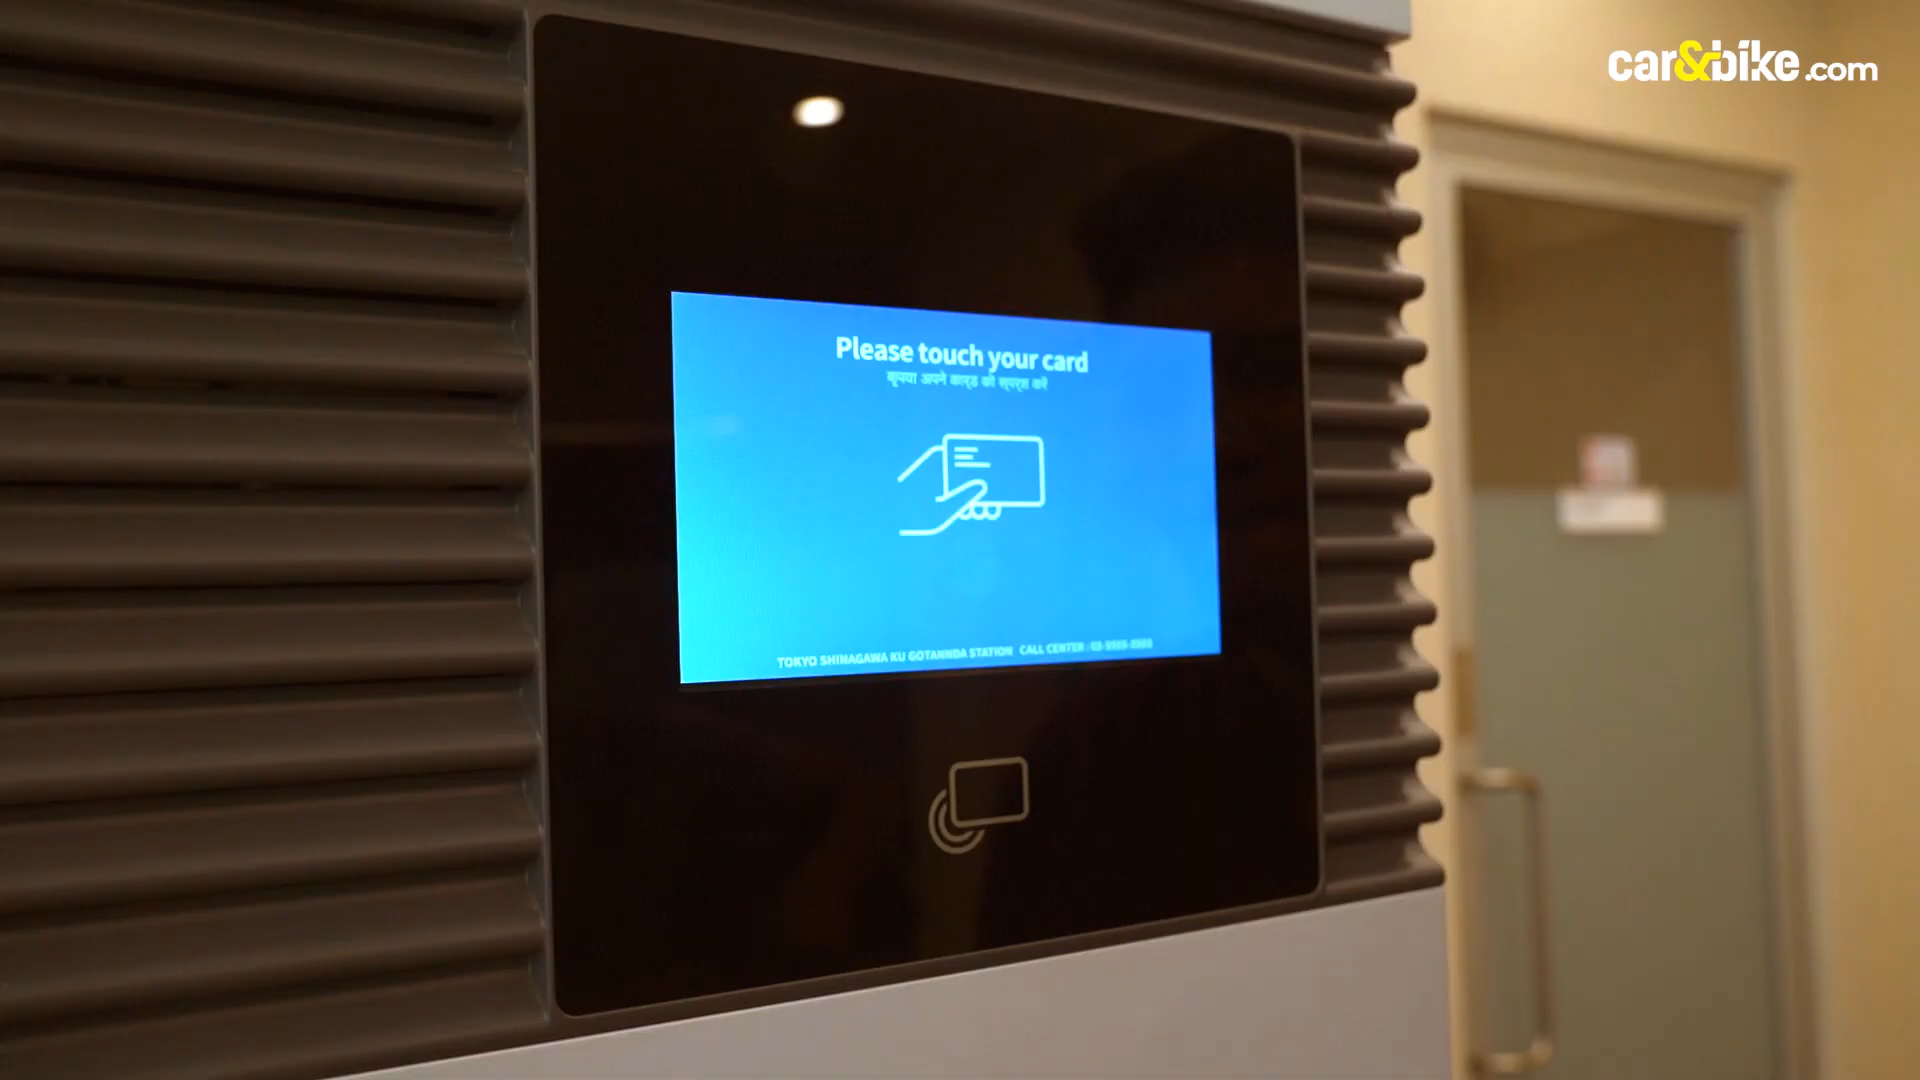 car&bike.com
Please touch your card
कृपया अपने कार्ड को स्पर्श करें
TOKYO SHINAGAWA KU GOTANNDA STATION CALL CENTER :